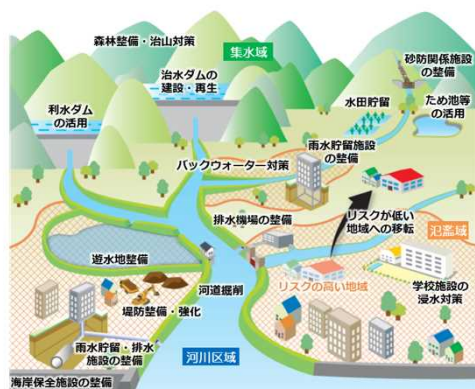 森林整備・治山対策
集水域
砂防関係施設
の整備
治水ダムの
建設・再生
利水ダム
の活用
水田貯留
ため池等
の活用
雨水貯留施設
の整備
バックウォーター対策
排水機場の整備
リスクが低い
地域への移転
氾濫域
遊水地整備
河道掘削
リスクの高い地域
学校施設の
浸水対策
堤防整備・強化
雨水貯留・排水
施設の整備
河川区域
海岸保全施設の整備